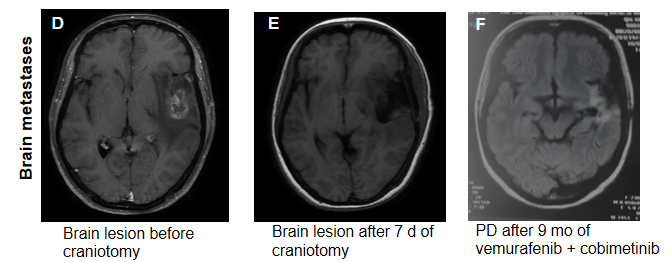 Brain metastases
D
E
F
Brain lesion before
craniotomy
Brain lesion after 7 d of
craniotomy
PD after 9 mo of
vemurafenib + cobimetinib